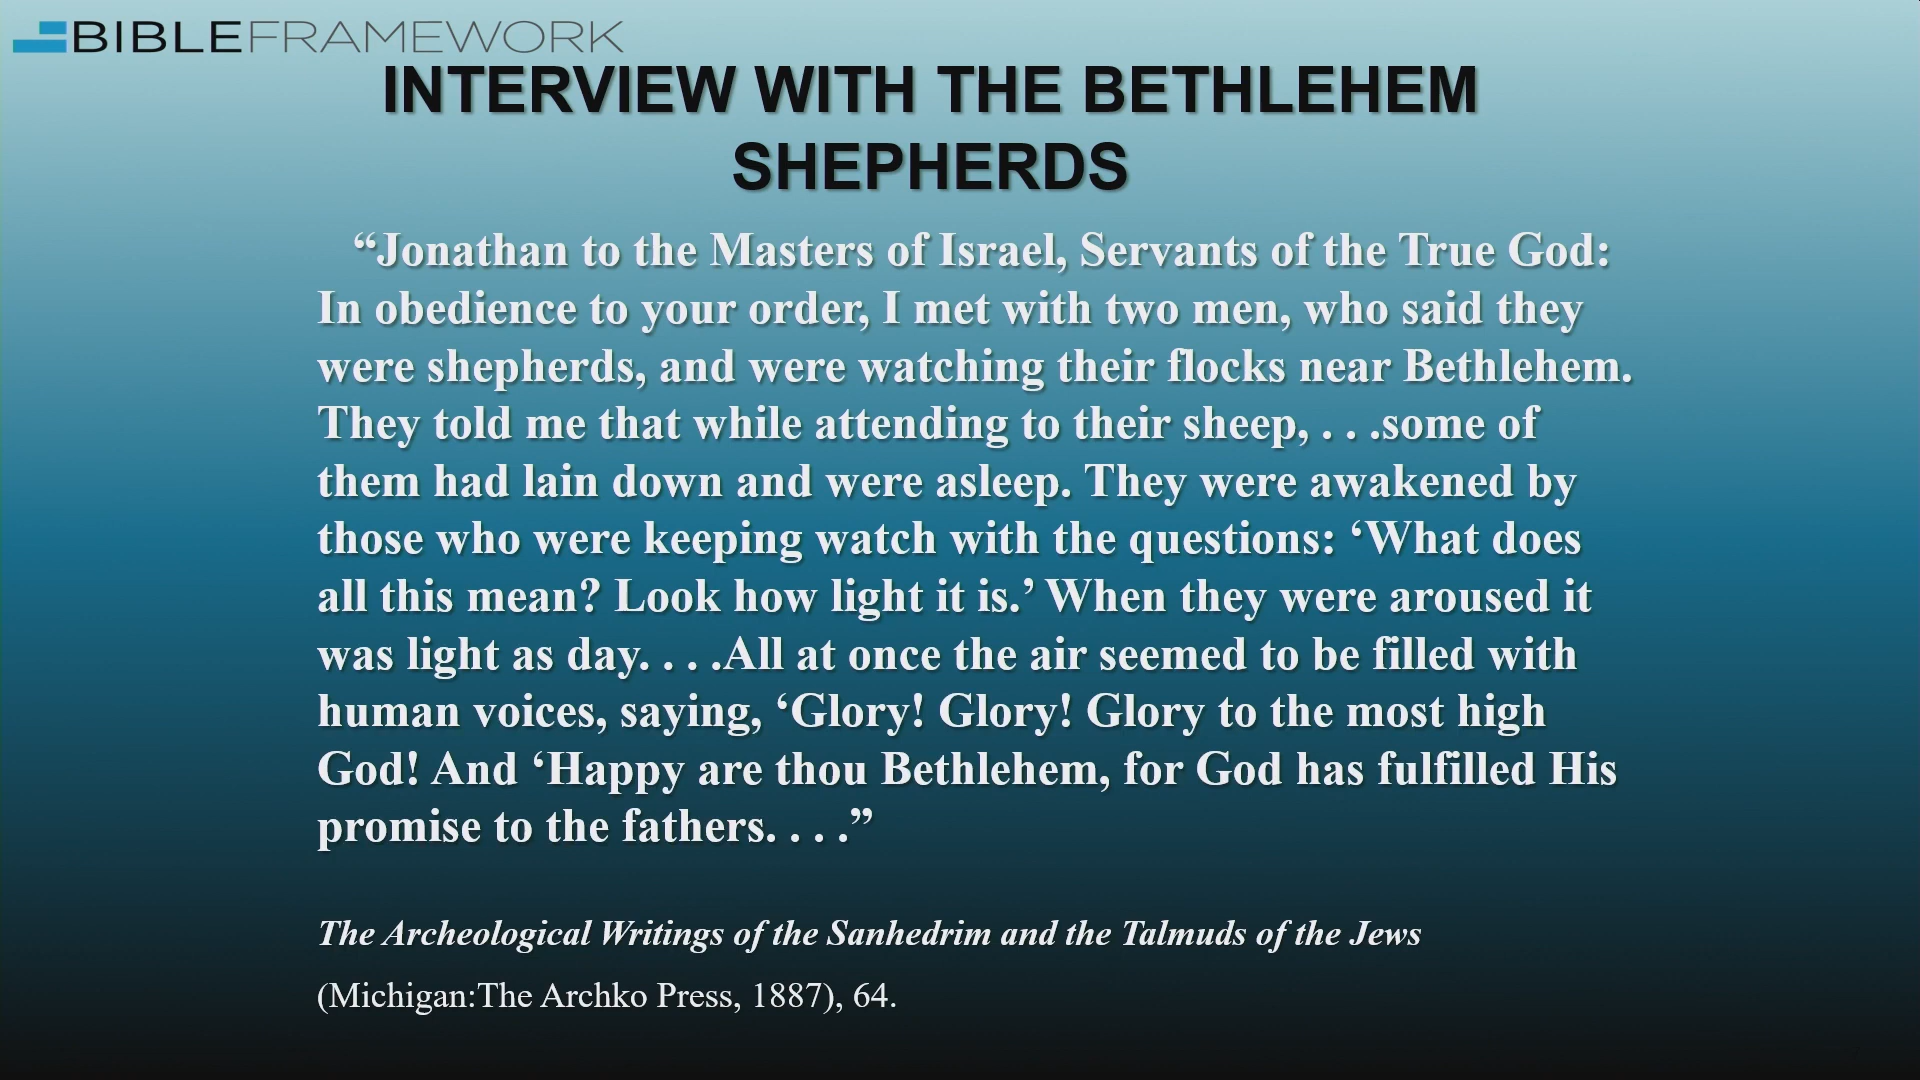 BIBLEFRAMEWORK
INTERVIEW WITH THE BETHLEHEM
SHEPHERDS
“Jonathan to the Masters of Israel, Servants of the True God:
In obedience to your order, I met with two men, who said they
were shepherds, and were watching their flocks near Bethlehem.
They told me that while attending to their sheep, . . .some of
them had lain down and were asleep. They were awakened by
those who were keeping watch with the questions: ‘What does
all this mean? Look how light it is.’ When they were aroused it
was light as day. . . .All at once the air seemed to be filled with
human voices, saying, ‘Glory! Glory! Glory to the most high
God! And ‘Happy are thou Bethlehem, for God has fulfilled His
promise to the fathers. . . .”
The Archeological Writings of the Sanhedrim and the Talmuds of the Jews
(Michigan:The Archko Press, 1887), 64.